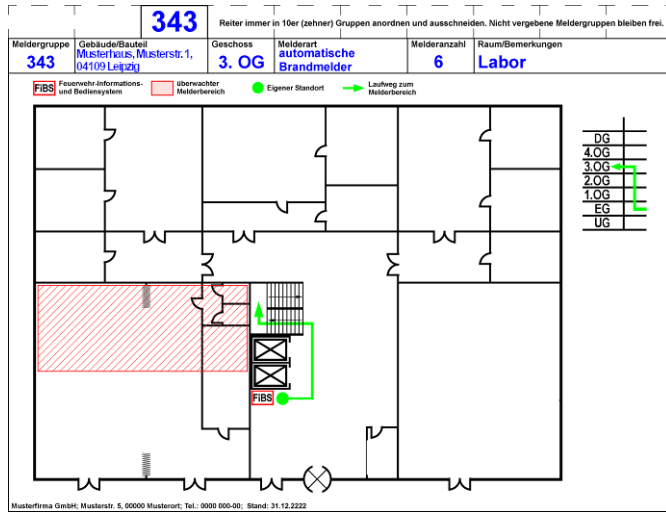 343
Reiter immer in 10er (zehner) Gruppen anordnen und ausschneiden. Nicht vergebene Meldergruppen bleiben frei.
Meldergruppe
343
Gebäude/Bauteil
Musterhaus, Musterstr. 1,
04109 Leipzig
Geschoss
3. OG
Melderart
automatische
Brandmelder
Melderanzahl
6
Raum/Bemerkungen
Labor
FiBS
Feuerwehr-Informations-
und Bediensystem
überwachter
Melderbereich
Eigener Standort
Laufweg zum
Melderbereich
DG
4.OG
3.OG
2.OG
1.OG
EG
UG
FiBS
Musterfirma GmbH; Musterstr. 5, 00000 Musterort; Tel.: 0000 000-00; Stand: 31.12.2222